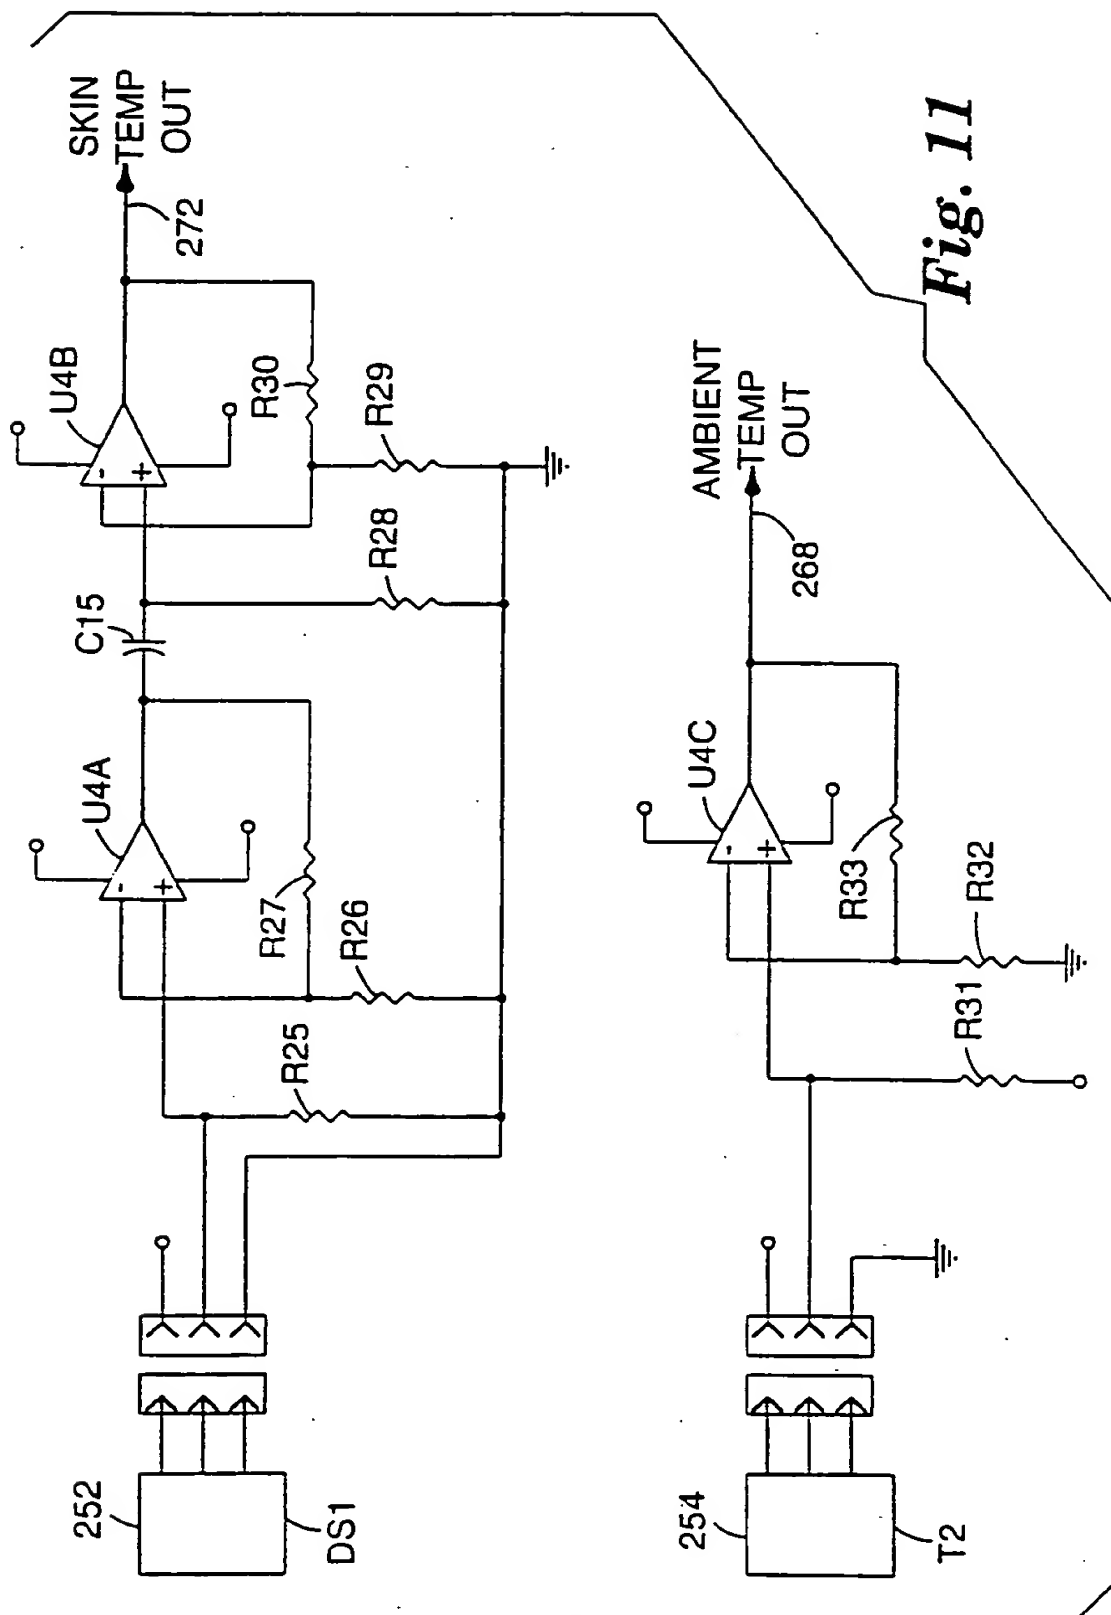 252
DS1
R25
R26
R27
U4A
C15
R28
R29
R30
U4B
-
+
-
+
272
SKIN
TEMP
OUT
254
T2
R31
R32
R33
U4C
-
+
268
AMBIENT
TEMP
OUT
Fig. 11